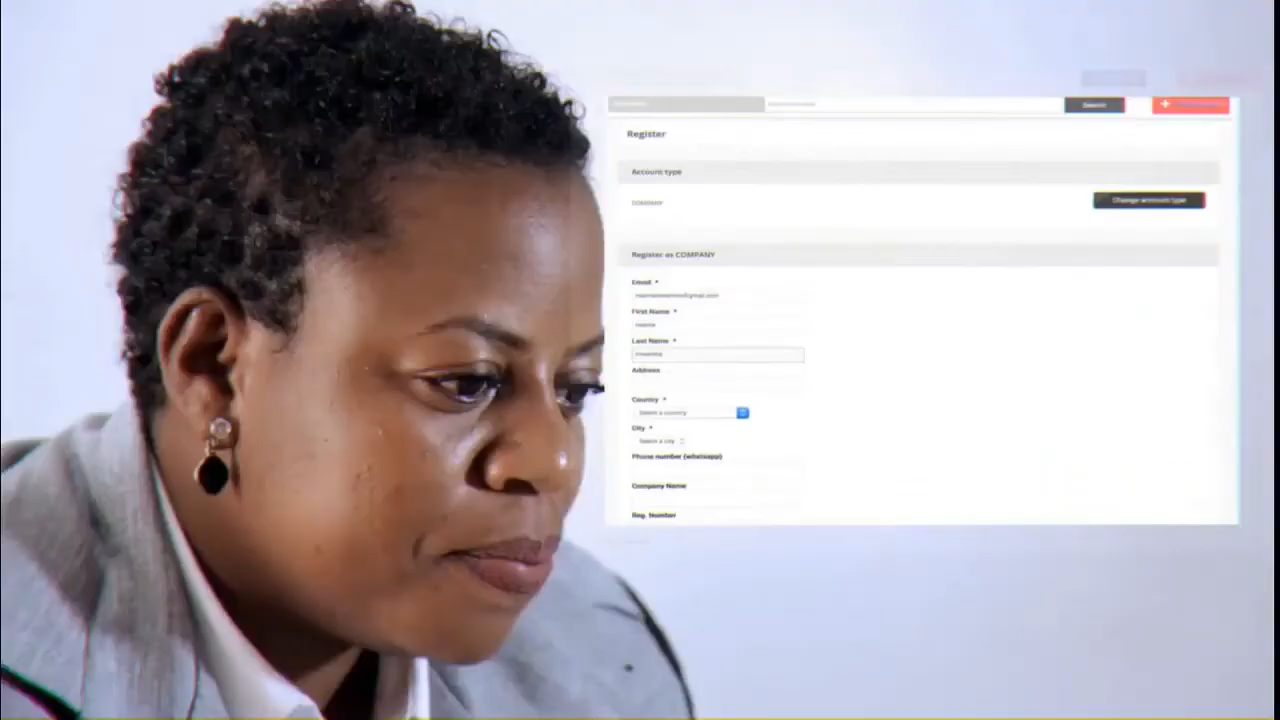 Search
Register
Account type
COMPANY
Change account type
Register as COMPANY
Email *
First Name *
Last Name *
Address
Country *
Select a country
City *
Select a city
Phone number (whatsapp)
Company Name
Reg. Number